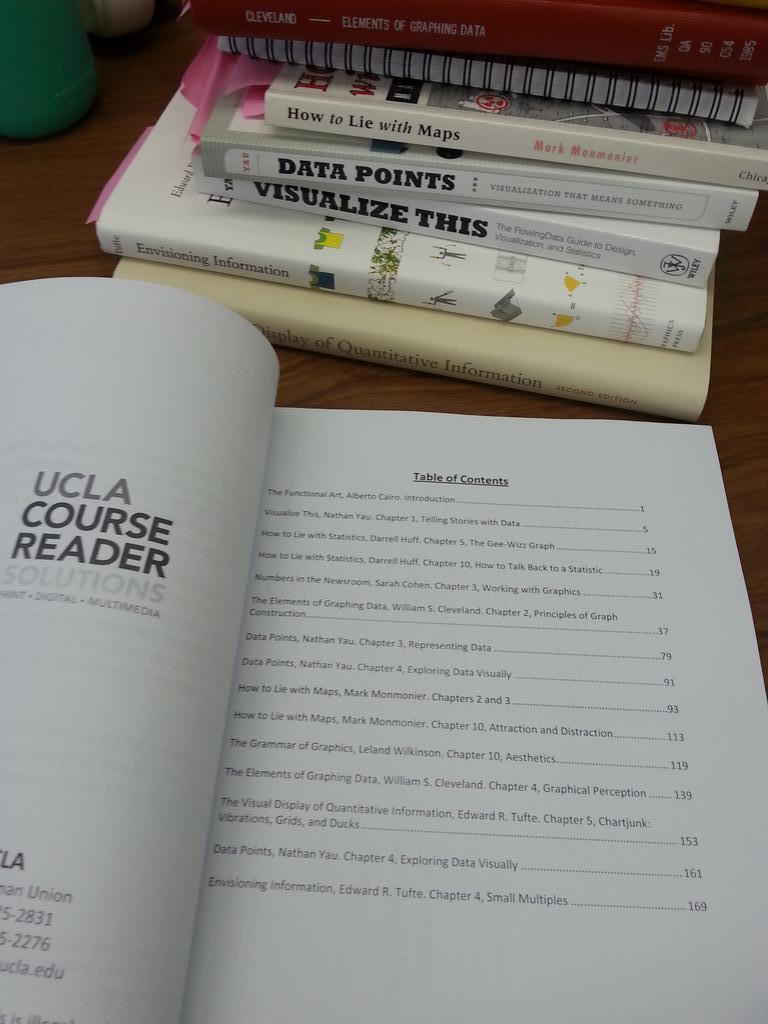 CLEVELAND — ELEMENTS OF GRAPHING DATA
EMS Lib.
QA
90
C54
1985
How to Lie with Maps
Mark Monmonier
YAU
DATA POINTS
VISUALIZATION THAT MEANS SOMETHING
WILEY
VISUALIZE THIS
The FlowingData Guide to Design,
Visualization, and Statistics
WILEY
Envisioning Information
Display of Quantitative Information
SECOND EDITION
UCLA
COURSE
READER
SOLUTIONS
PRINT • DIGITAL • MULTIMEDIA
Union
5-2831
5-2276
ucla.edu
Table of Contents
The Functional Art, Alberto Cairo. Introduction 1
Visualize This, Nathan Yau. Chapter 1, Telling Stories with Data 5
How to Lie with Statistics, Darrell Huff. Chapter 5, The Gee-Wizz Graph 15
How to Lie with Statistics, Darrell Huff. Chapter 10, How to Talk Back to a Statistic 19
Numbers in the Newsroom, Sarah Cohen. Chapter 3, Working with Graphics 31
The Elements of Graphing Data, William S. Cleveland. Chapter 2, Principles of Graph
Construction 37
Data Points, Nathan Yau. Chapter 3, Representing Data 79
Data Points, Nathan Yau. Chapter 4, Exploring Data Visually 91
How to Lie with Maps, Mark Monmonier. Chapters 2 and 3 93
How to Lie with Maps, Mark Monmonier. Chapter 10, Attraction and Distraction 113
The Grammar of Graphics, Leland Wilkinson. Chapter 10, Aesthetics 119
The Elements of Graphing Data, William S. Cleveland. Chapter 4, Graphical Perception 139
The Visual Display of Quantitative Information, Edward R. Tufte. Chapter 5, Chartjunk:
Vibrations, Grids, and Ducks 153
Data Points, Nathan Yau. Chapter 4, Exploring Data Visually 161
Envisioning Information, Edward R. Tufte. Chapter 4, Small Multiples 169